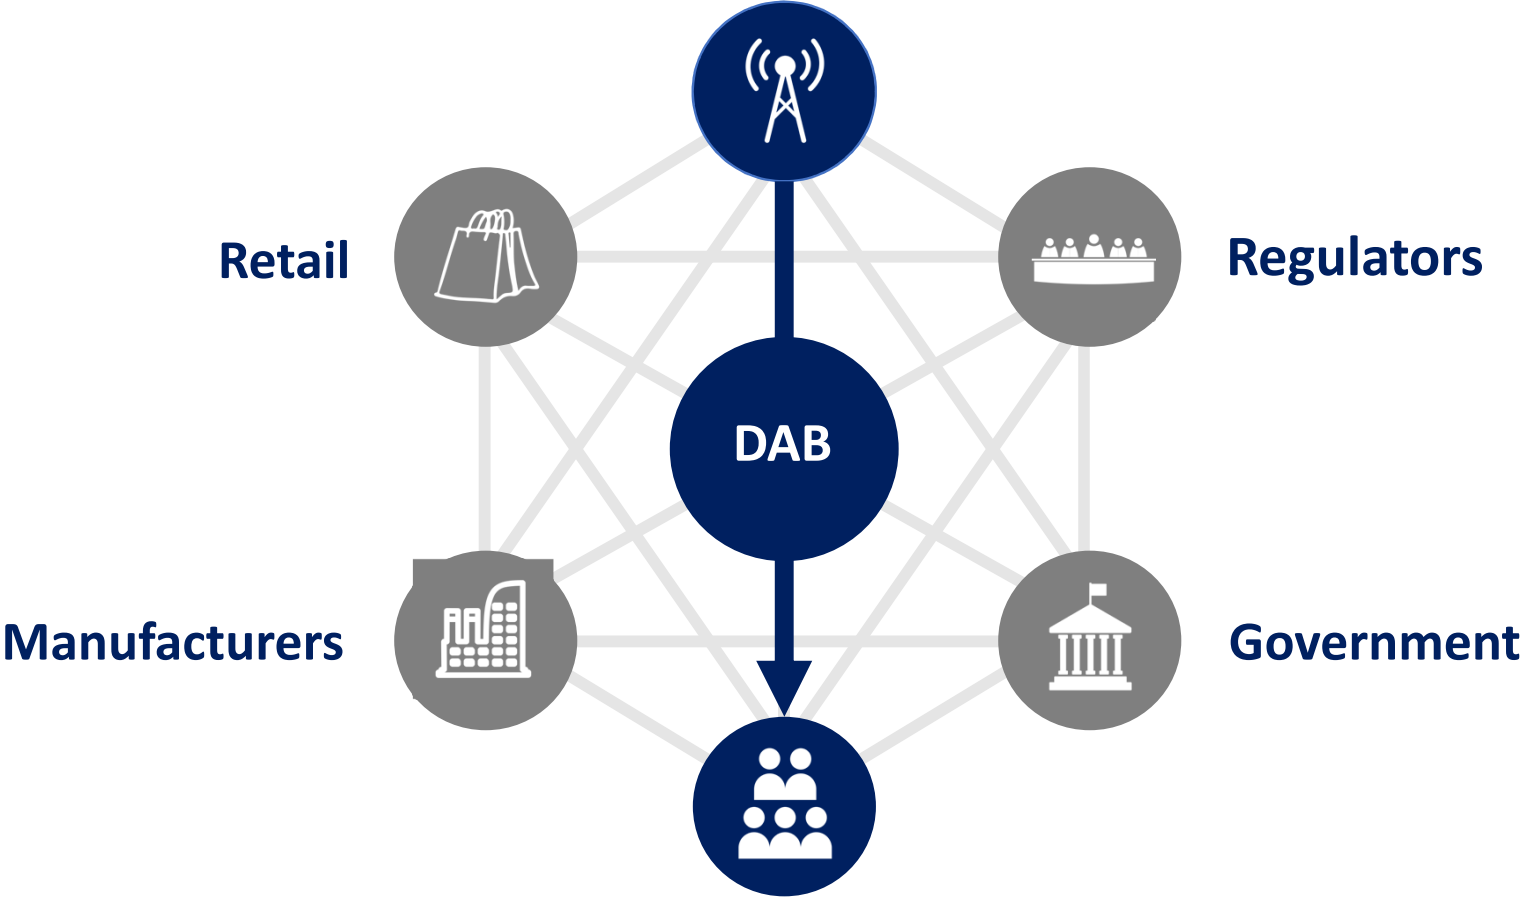 Retail
Regulators
DAB
Manufacturers
Government